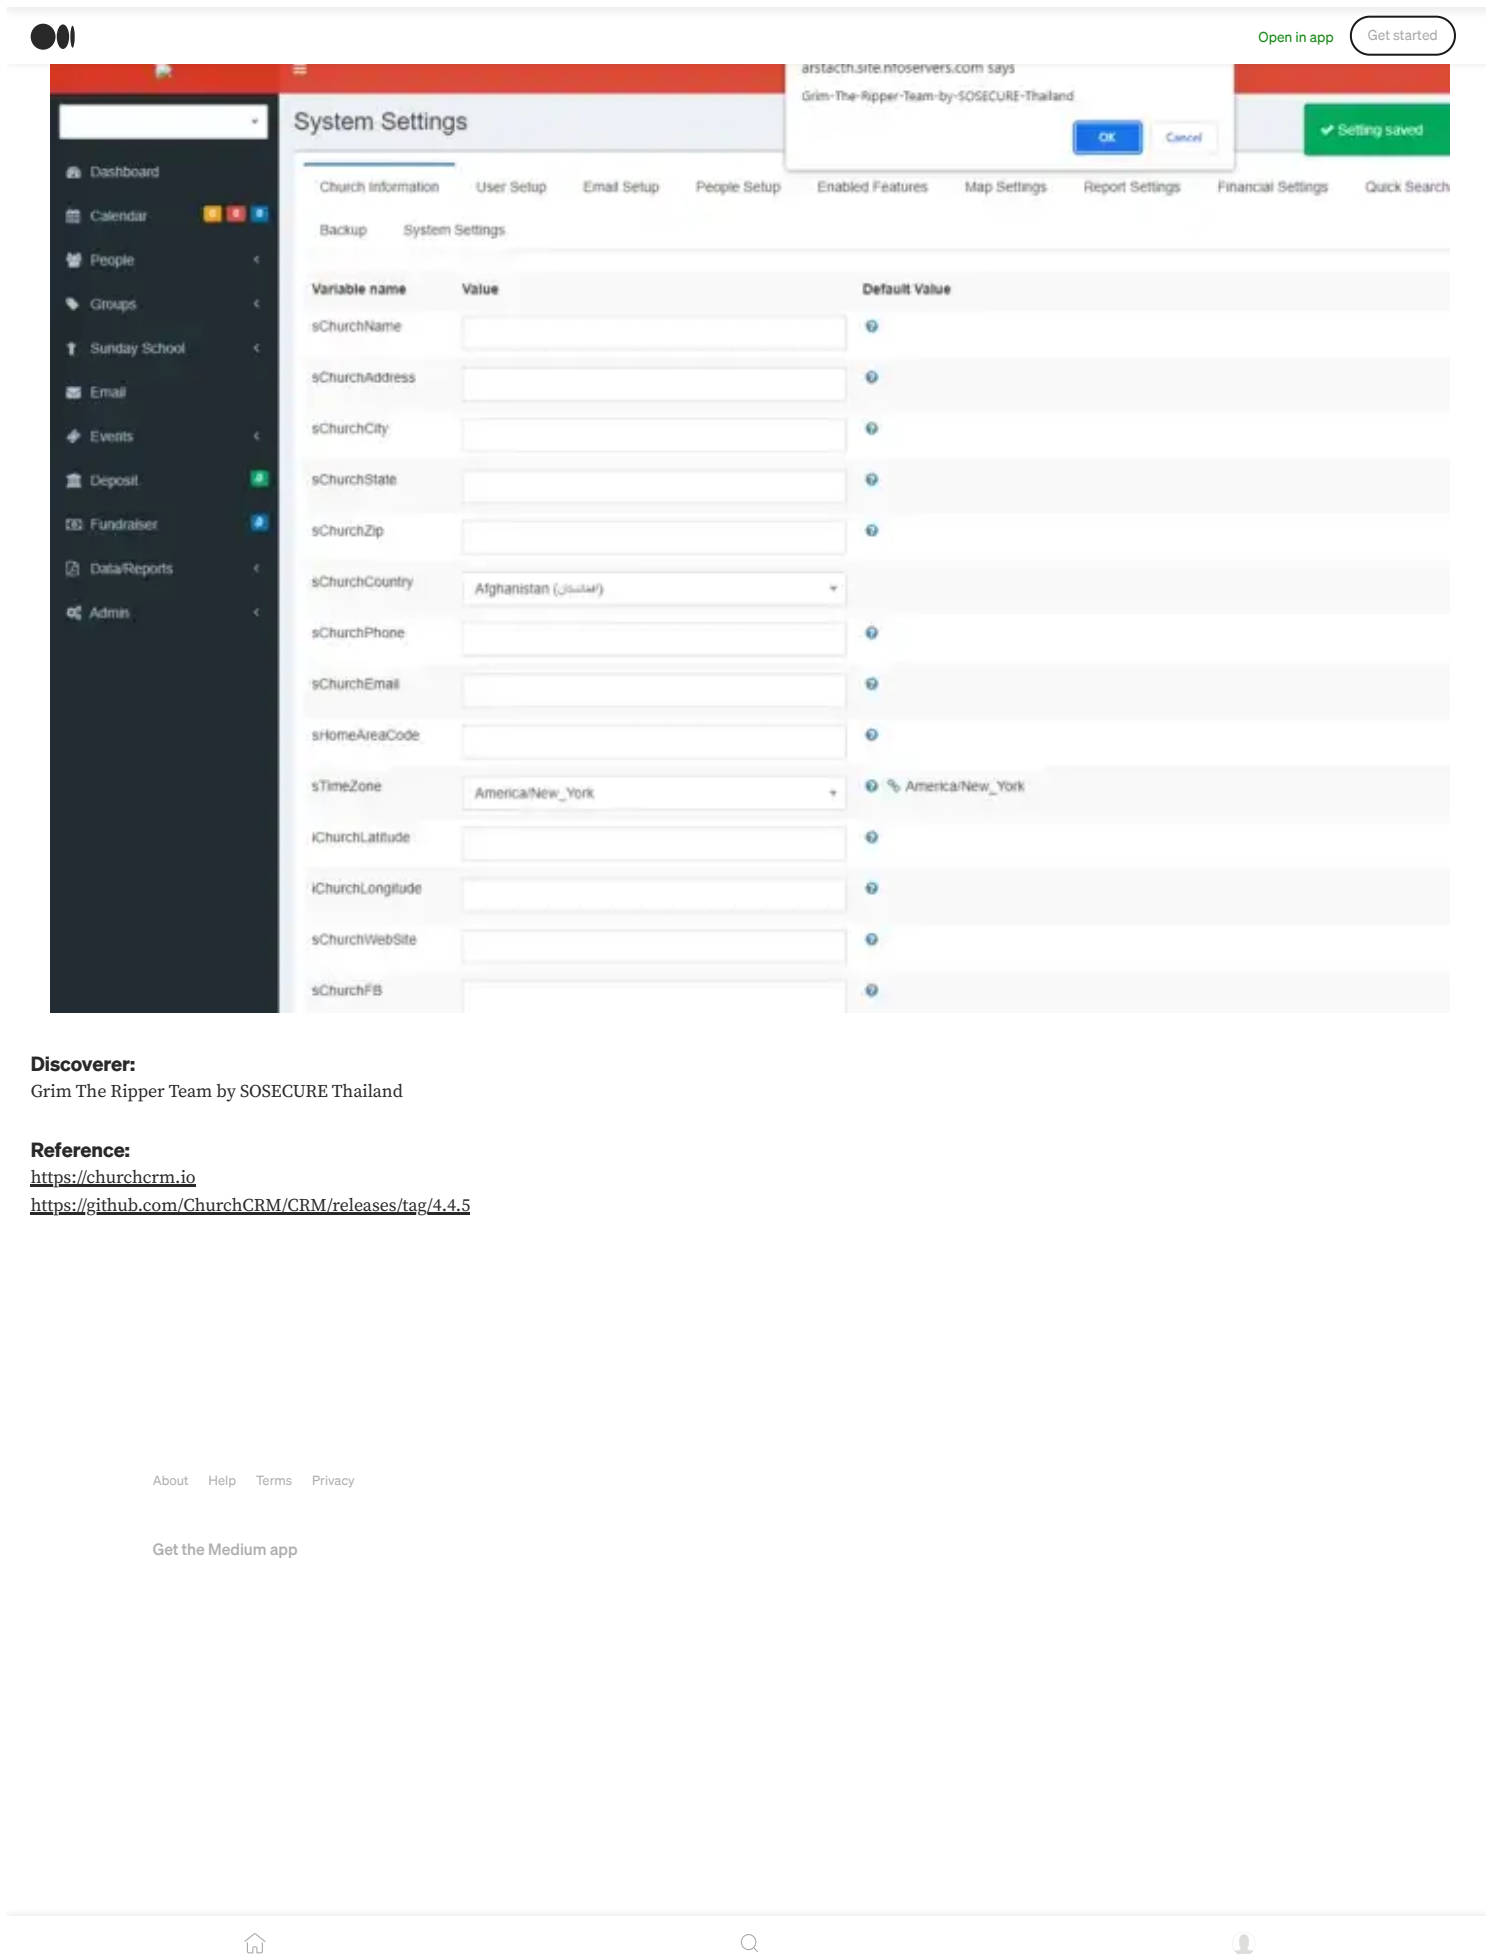 Open in app
Get started
arstacth.site.nfoservers.com says
Grim-The-Ripper-Team-by-SOSECURE-Thailand
OK
Cancel
Setting saved
System Settings
Dashboard
Calendar
0 0 0
People
Groups
Sunday School
Email
Events
Deposit
Fundraiser
Data/Reports
Admin
Church Information
User Setup
Email Setup
People Setup
Enabled Features
Map Settings
Report Settings
Financial Settings
Quick Search
Backup
System Settings
Variable name
Value
Default Value
sChurchName
sChurchAddress
sChurchCity
sChurchState
sChurchZip
sChurchCountry
Afghanistan (افغانستان)
sChurchPhone
sChurchEmail
sHomeAreaCode
sTimeZone
America/New_York
America/New_York
iChurchLatitude
iChurchLongitude
sChurchWebSite
sChurchFB
Discoverer:
Grim The Ripper Team by SOSECURE Thailand
Reference:
https://churchcrm.io
https://github.com/ChurchCRM/CRM/releases/tag/4.4.5
About
Help
Terms
Privacy
Get the Medium app